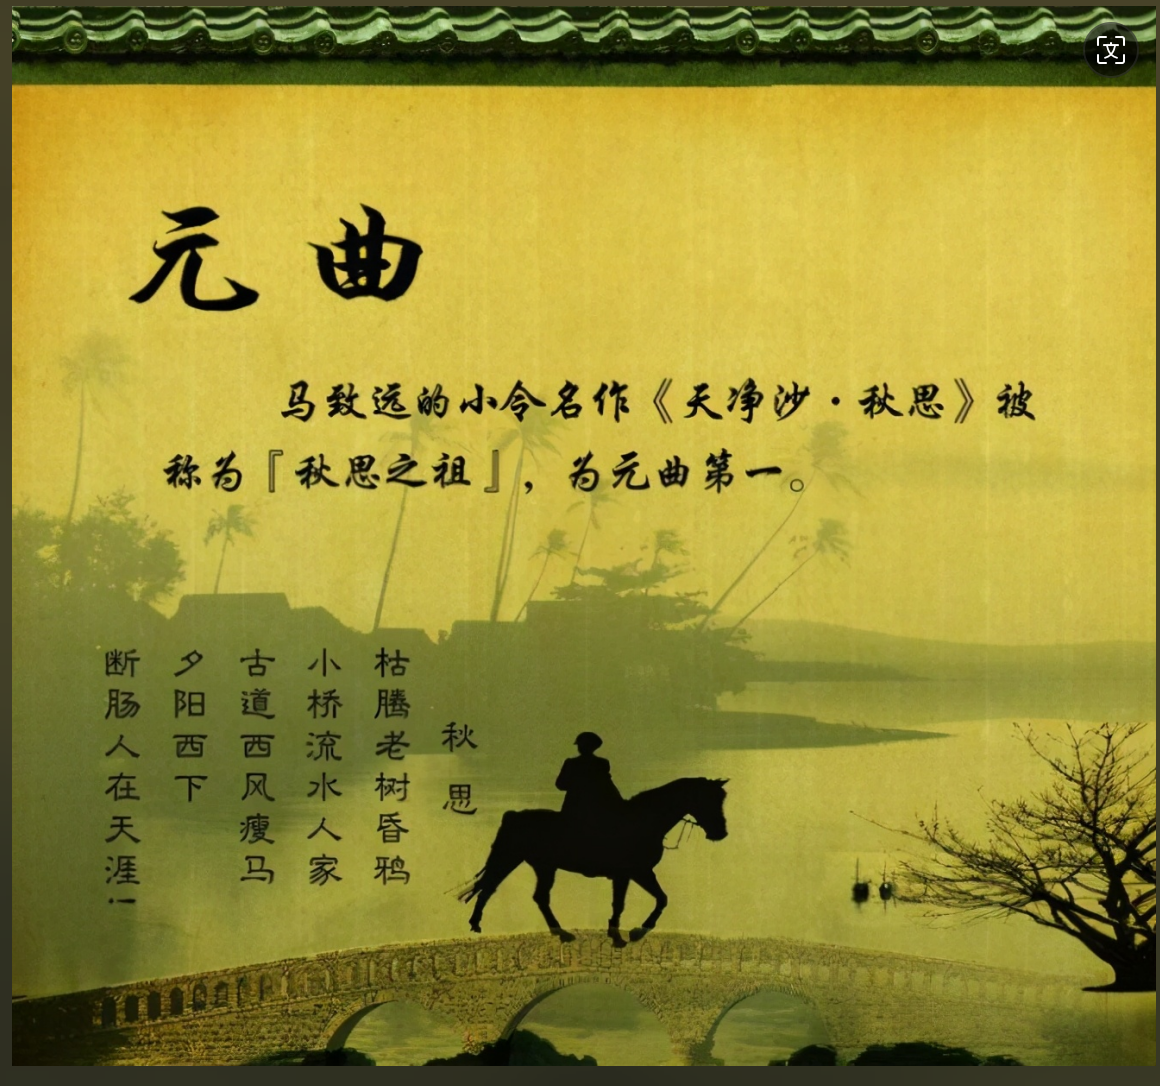 元曲
马致远的小令名作《天净沙·秋思》被
称为『秋思之祖』，为元曲第一。
秋思
枯腾老树昏鸦
小桥流水人家
古道西风瘦马
夕阳西下
断肠人在天涯！